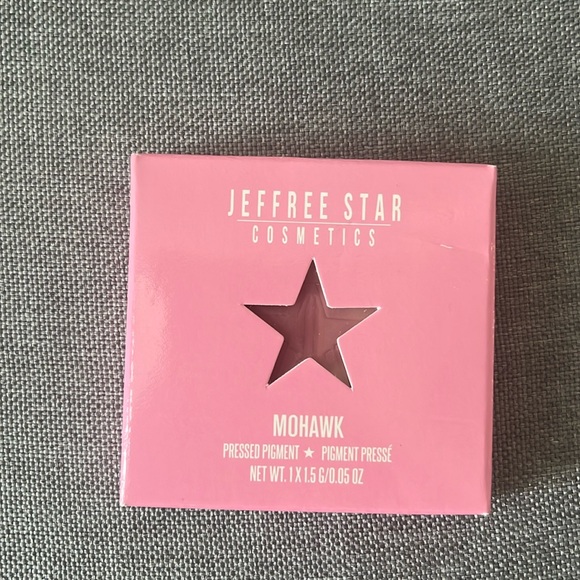 JEFFREE STAR
COSMETICS
MOHAWK
PRESSED PIGMENT ★ PIGMENT PRESSÉ
NET WT. 1 X 1.5 G/0.05 OZ